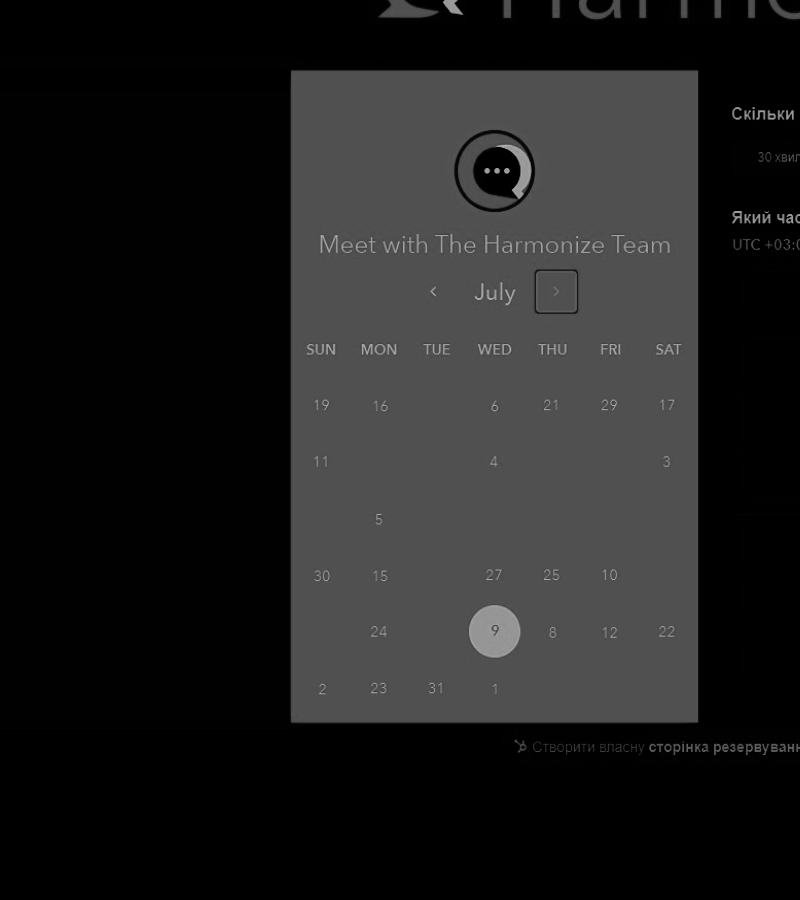 Harmo
Meet with The Harmonize Team
July
SUN MON TUE WED THU FRI SAT
19 16 6 21 29 17
11 4 3
5
30 15 27 25 10
24 9 8 12 22
2 23 31 1
Скільки
30 хвил
Який час
UTC +03:0
Створити власну сторінка резервуванн